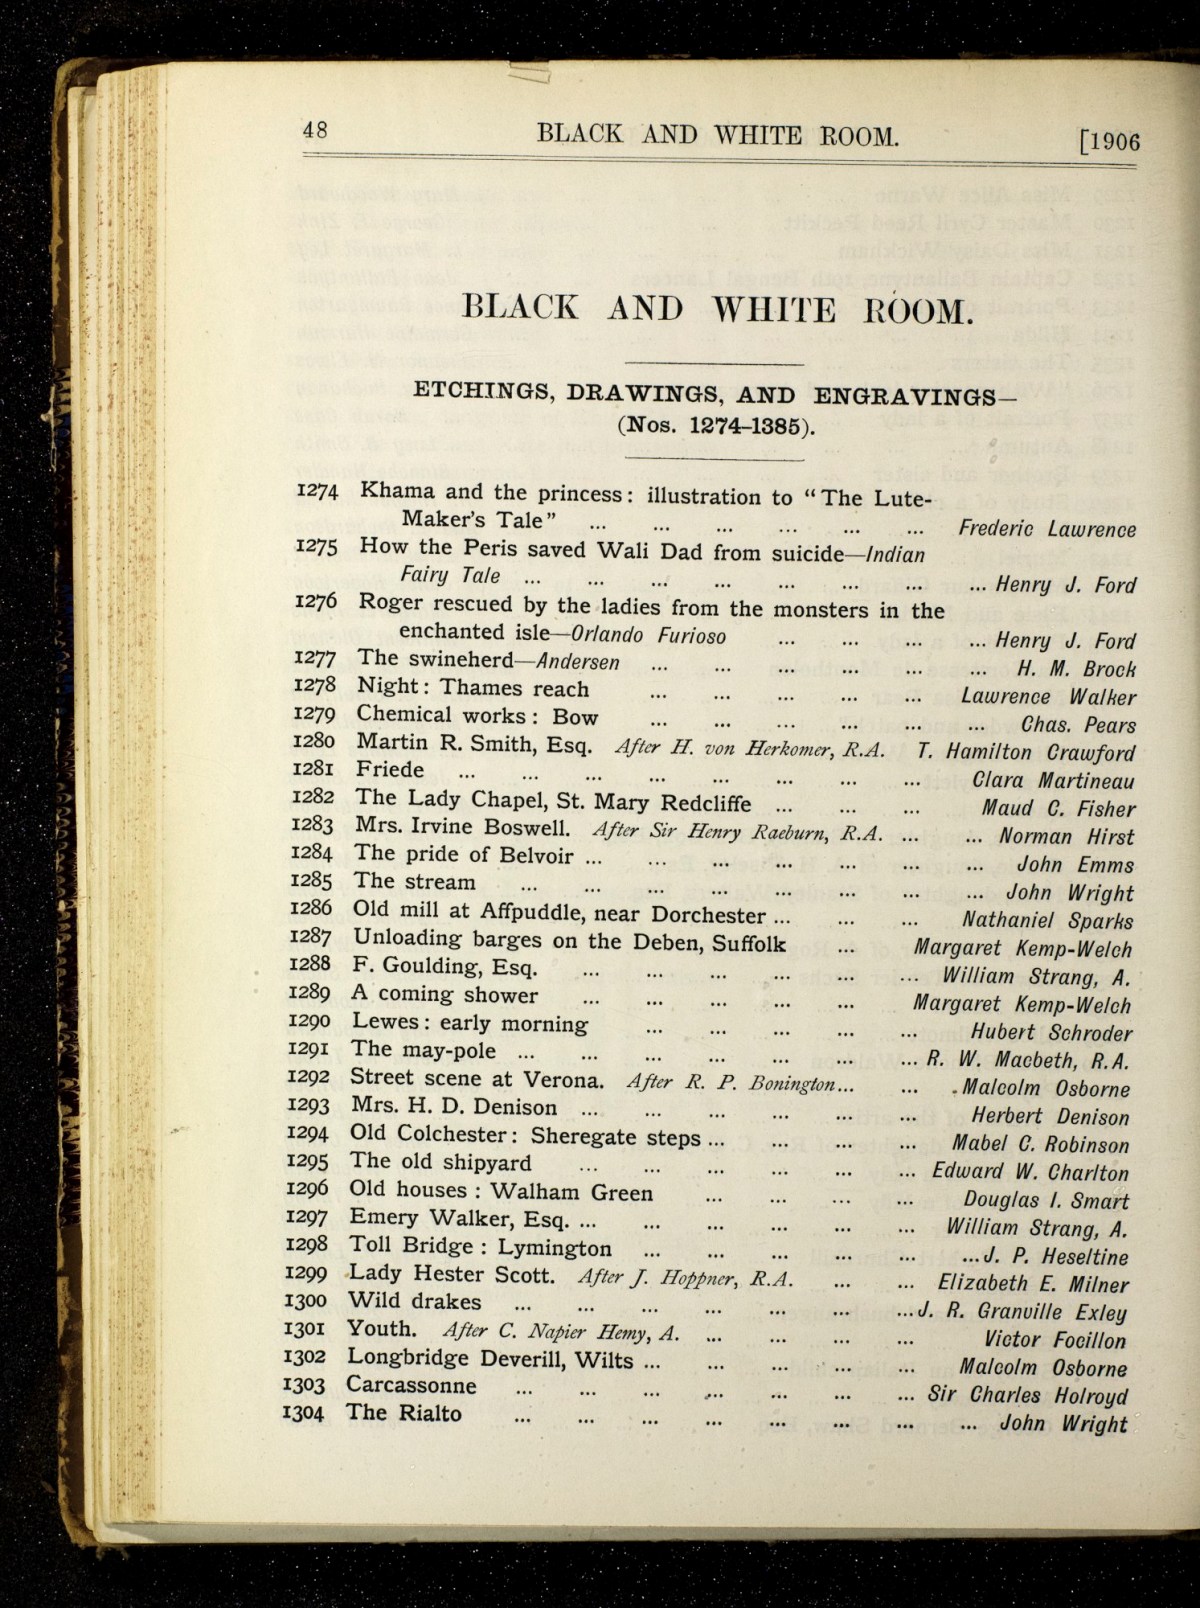 48 BLACK AND WHITE ROOM. [1906
BLACK AND WHITE ROOM.
ETCHINGS, DRAWINGS, AND ENGRAVINGS—
(Nos. 1274–1385).
1274 Khama and the princess: illustration to "The Lute-
Maker's Tale" ... ... ... ... ... ... Frederic Lawrence
1275 How the Peris saved Wali Dad from suicide—Indian
Fairy Tale ... ... ... ... ... ... ... ... Henry J. Ford
1276 Roger rescued by the ladies from the monsters in the
enchanted isle—Orlando Furioso ... ... ... ... Henry J. Ford
1277 The swineherd—Andersen ... ... ... ... ... ... H. M. Brock
1278 Night: Thames reach ... ... ... ... ... Lawrence Walker
1279 Chemical works: Bow ... ... ... ... ... ... Chas. Pears
1280 Martin R. Smith, Esq. After H. von Herkomer, R.A. T. Hamilton Crawford
1281 Friede ... ... ... ... ... ... ... ... Clara Martineau
1282 The Lady Chapel, St. Mary Redcliffe ... ... ... Maud C. Fisher
1283 Mrs. Irvine Boswell. After Sir Henry Raeburn, R.A. ... ... Norman Hirst
1284 The pride of Belvoir ... ... ... ... ... ... ... John Emms
1285 The stream ... ... ... ... ... ... ... ... John Wright
1286 Old mill at Affpuddle, near Dorchester ... ... ... Nathaniel Sparks
1287 Unloading barges on the Deben, Suffolk ... Margaret Kemp-Welch
1288 F. Goulding, Esq. ... ... ... ... ... ... William Strang, A.
1289 A coming shower ... ... ... ... ... Margaret Kemp-Welch
1290 Lewes: early morning ... ... ... ... ... Hubert Schroder
1291 The may-pole ... ... ... ... ... ... ... R. W. Macbeth, R.A.
1292 Street scene at Verona. After R. P. Bonington... ... Malcolm Osborne
1293 Mrs. H. D. Denison ... ... ... ... ... ... Herbert Denison
1294 Old Colchester: Sheregate steps ... ... ... ... Mabel C. Robinson
1295 The old shipyard ... ... ... ... ... ... Edward W. Charlton
1296 Old houses: Walham Green ... ... ... ... Douglas I. Smart
1297 Emery Walker, Esq. ... ... ... ... ... ... William Strang, A.
1298 Toll Bridge: Lymington ... ... ... ... ... ... J. P. Heseltine
1299 Lady Hester Scott. After J. Hoppner, R.A. ... ... Elizabeth E. Milner
1300 Wild drakes ... ... ... ... ... ... ... J. R. Granville Exley
1301 Youth. After C. Napier Hemy, A. ... ... ... ... Victor Focillon
1302 Longbridge Deverill, Wilts ... ... ... ... ... Malcolm Osborne
1303 Carcassonne ... ... ... ... ... ... ... Sir Charles Holroyd
1304 The Rialto ... ... ... ... ... ... ... ... John Wright